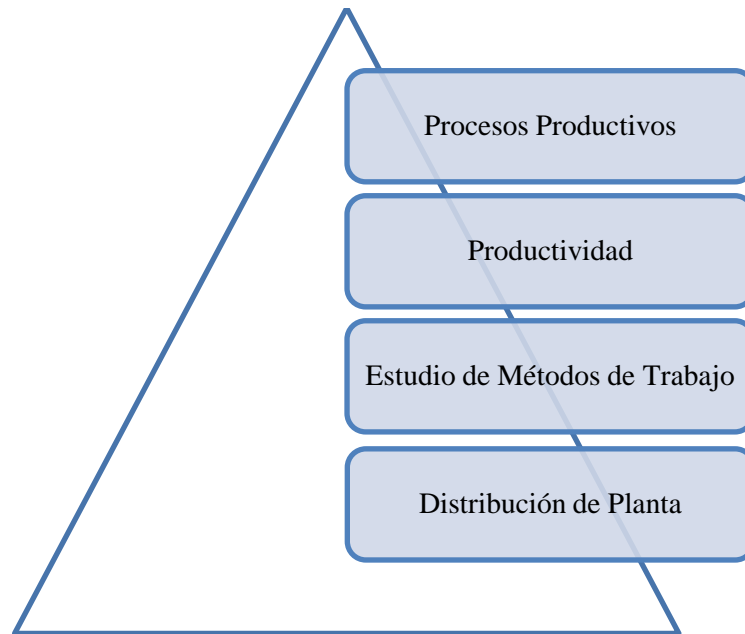 Procesos Productivos
Productividad
Estudio de Métodos de Trabajo
Distribución de Planta